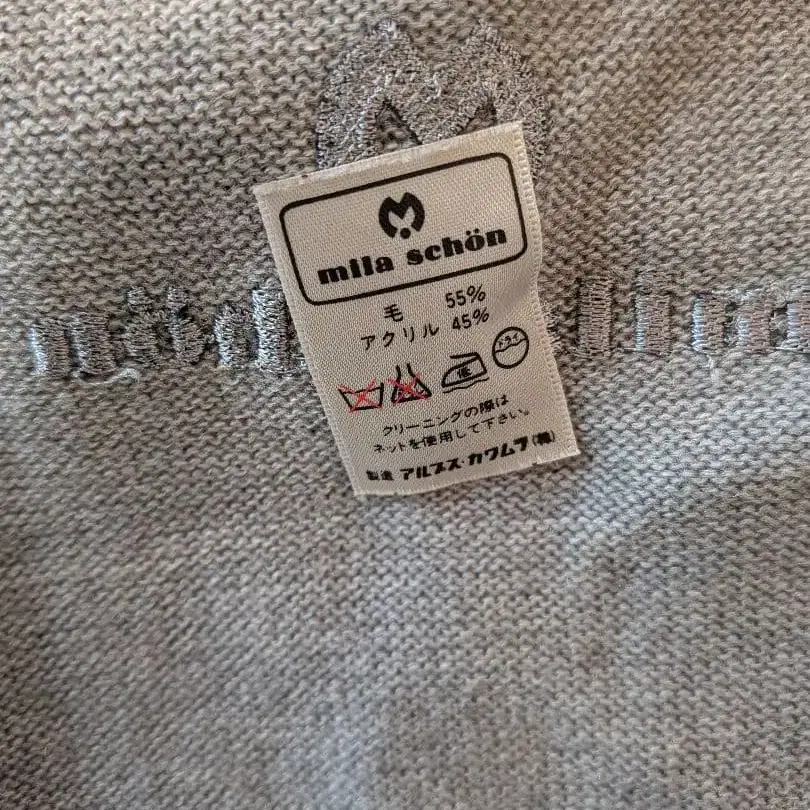 mila schön
毛 55%
アクリル 45%
ドライ
クリーニングの際は
ネットを使用して下さい。
製造 アルプス・カワムラ(株)